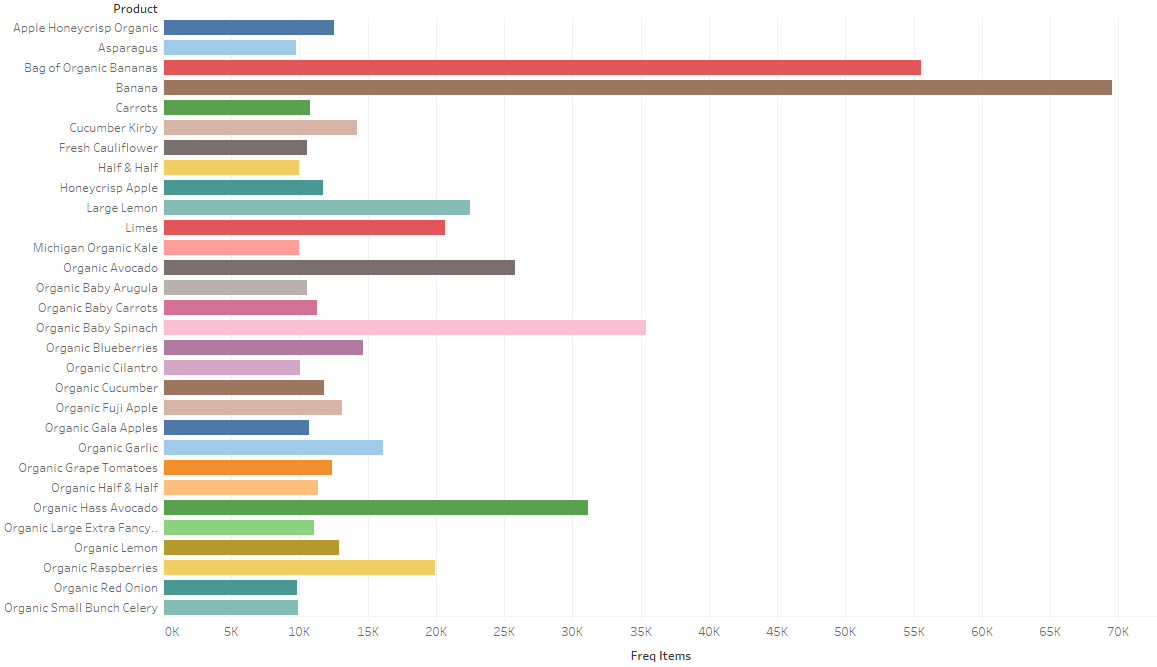 Product
Apple Honeycrisp Organic
Asparagus
Bag of Organic Bananas
Banana
Carrots
Cucumber Kirby
Fresh Cauliflower
Half & Half
Honeycrisp Apple
Large Lemon
Limes
Michigan Organic Kale
Organic Avocado
Organic Baby Arugula
Organic Baby Carrots
Organic Baby Spinach
Organic Blueberries
Organic Cilantro
Organic Cucumber
Organic Fuji Apple
Organic Gala Apples
Organic Garlic
Organic Grape Tomatoes
Organic Half & Half
Organic Hass Avocado
Organic Large Extra Fancy..
Organic Lemon
Organic Raspberries
Organic Red Onion
Organic Small Bunch Celery
0K 5K 10K 15K 20K 25K 30K 35K 40K 45K 50K 55K 60K 65K 70K
Freq Items